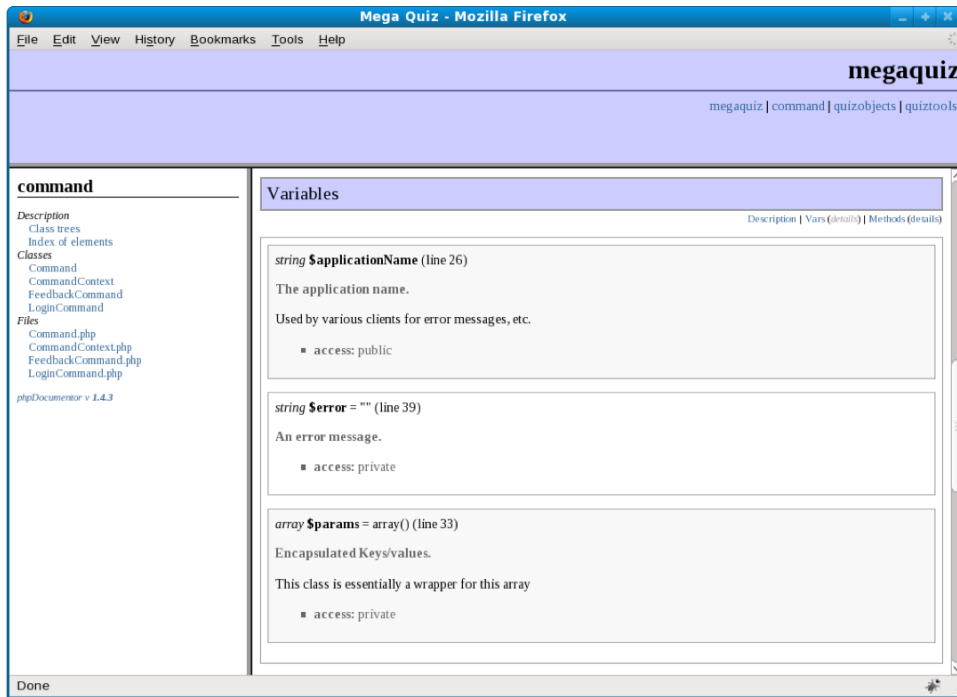 Mega Quiz - Mozilla Firefox
File Edit View History Bookmarks Tools Help
megaquiz
megaquiz | command | quizobjects | quiztools
command
Description
Class trees
Index of elements
Classes
Command
CommandContext
FeedbackCommand
LoginCommand
Files
Command.php
CommandContext.php
FeedbackCommand.php
LoginCommand.php
phpDocumentor v 1.4.3
Variables
Description | Vars (details) | Methods (details)
string $applicationName (line 26)
The application name.
Used by various clients for error messages, etc.
access: public
string $error = "" (line 39)
An error message.
access: private
array $params = array() (line 33)
Encapsulated Keys/values.
This class is essentially a wrapper for this array
access: private
Done